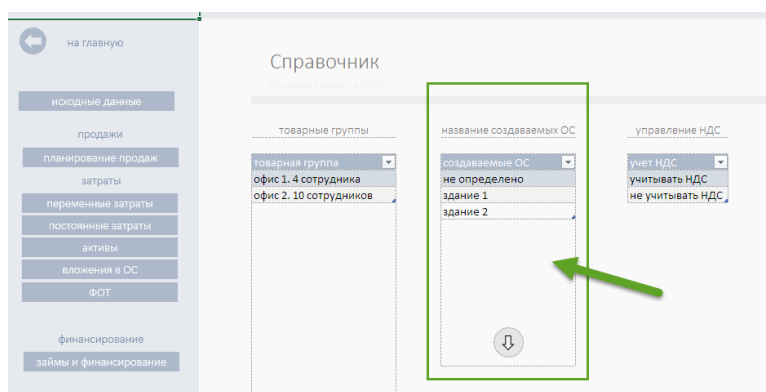 на главную
исходные данные
продажи
планирование продаж
затраты
переменные затраты
постоянные затраты
активы
вложения в ОС
ФОТ
финансирование
займы и финансирование
Справочник
товарные группы
товарная группа
офис 1. 4 сотрудника
офис 2. 10 сотрудников
название создаваемых ОС
создаваемые ОС
не определено
здание 1
здание 2
управление НДС
учет НДС
учитывать НДС
не учитывать НДС